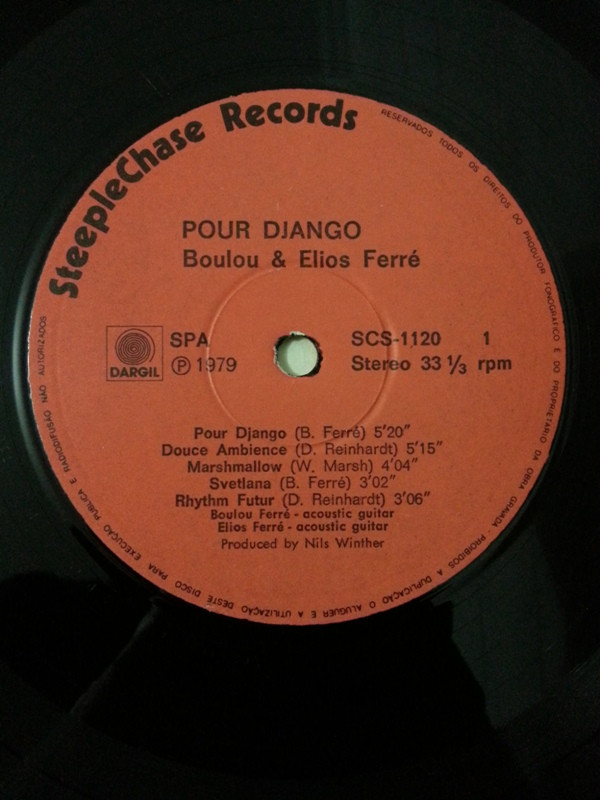 SteepleChase Records
RESERVADOS TODOS OS DIREITOS DO PRODUTOR FONOGRÁFICO E DO PROPRIETÁRIO DA OBRA GRAVADA · PROIBIDOS A DUPLICAÇÃO O ALUGUER E A UTILIZAÇÃO DESTE DISCO PARA EXECUÇÃO PUBLICA E RADIODIFUSÃO NÃO AUTORIZADOS
POUR DJANGO
Boulou & Elios Ferré
DARGIL
SPA
Ⓟ 1979
SCS-1120 1
Stereo 33 1/3 rpm
Pour Django (B. Ferré) 5'20"
Douce Ambience (D. Reinhardt) 5'15"
Marshmallow (W. Marsh) 4'04"
Svetlana (B. Ferré) 3'02"
Rhythm Futur (D. Reinhardt) 3'06"
Boulou Ferré - acoustic guitar
Elios Ferré - acoustic guitar
Produced by Nils Winther